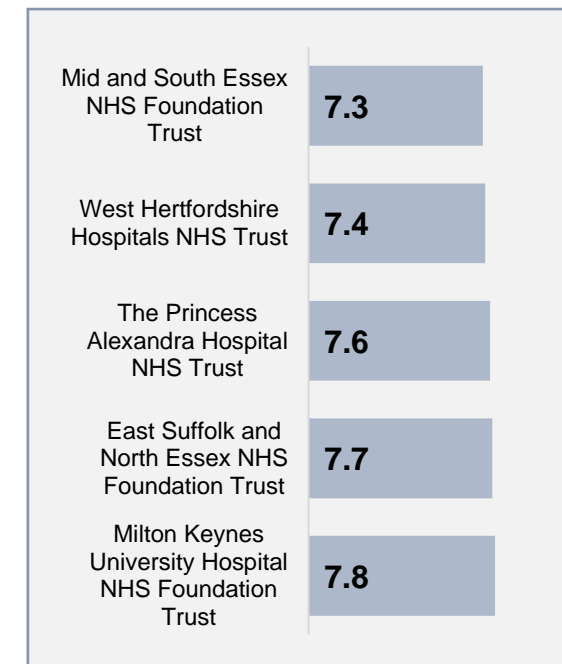 Mid and South Essex
NHS Foundation
Trust
7.3
West Hertfordshire
Hospitals NHS Trust
7.4
The Princess
Alexandra Hospital
NHS Trust
7.6
East Suffolk and
North Essex NHS
Foundation Trust
7.7
Milton Keynes
University Hospital
NHS Foundation
Trust
7.8